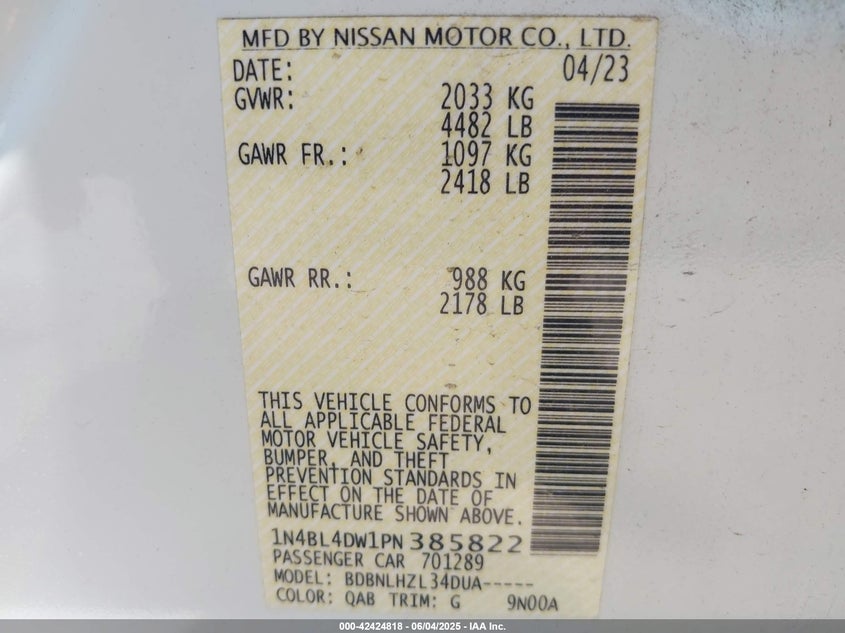 MFD BY NISSAN MOTOR CO., LTD.
DATE: 04/23
GVWR: 2033 KG
4482 LB
GAWR FR.: 1097 KG
2418 LB
GAWR RR.: 988 KG
2178 LB
THIS VEHICLE CONFORMS TO
ALL APPLICABLE FEDERAL
MOTOR VEHICLE SAFETY,
BUMPER, AND THEFT
PREVENTION STANDARDS IN
EFFECT ON THE DATE OF
MANUFACTURE SHOWN ABOVE.
1N4BL4DW1PN385822
PASSENGER CAR 701289
MODEL: BDBNLHZL34DUA-----
COLOR: QAB TRIM: G 9N00A
000-42424818 - 06/04/2025 - IAA Inc.